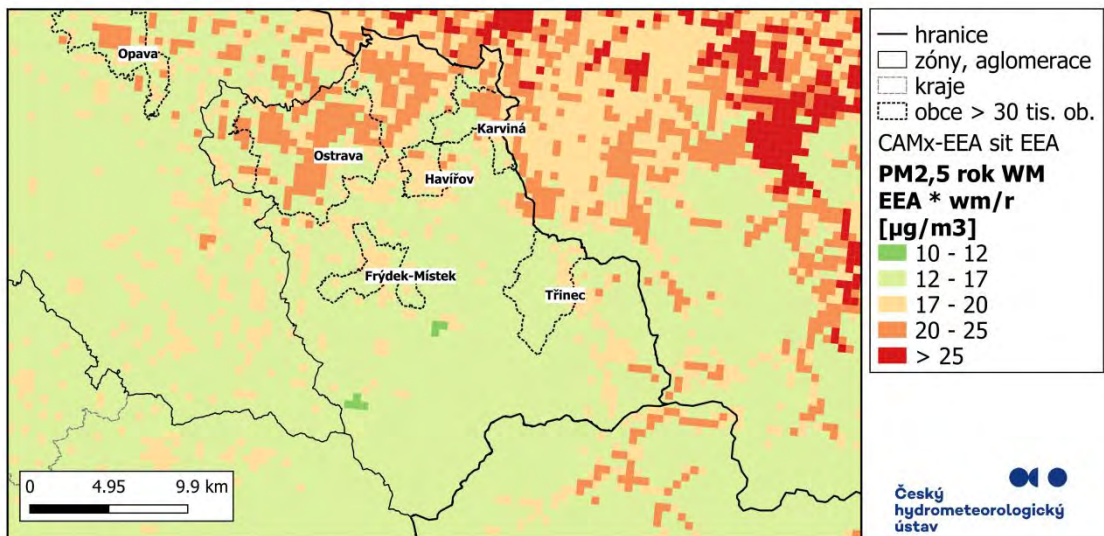 Opava
Ostrava
Karviná
Havířov
Frýdek-Místek
Třinec
0 4.95 9.9 km
hranice
zóny, aglomerace
kraje
obce > 30 tis. ob.
CAMx-EEA sit EEA
PM2,5 rok WM
EEA * wm/r
[µg/m3]
10 - 12
12 - 17
17 - 20
20 - 25
> 25
Český
hydrometeorologický
ústav